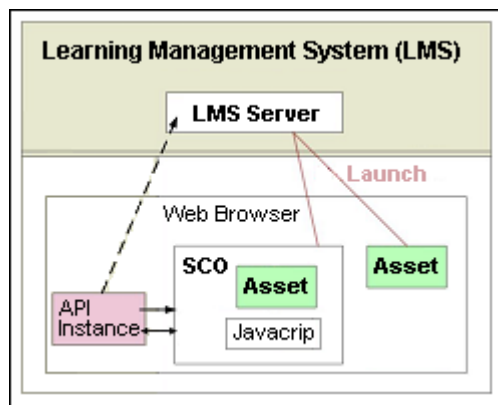 Learning Management System (LMS)
LMS Server
Launch
Web Browser
SCO
Asset
Asset
API
Instance
Javacrip